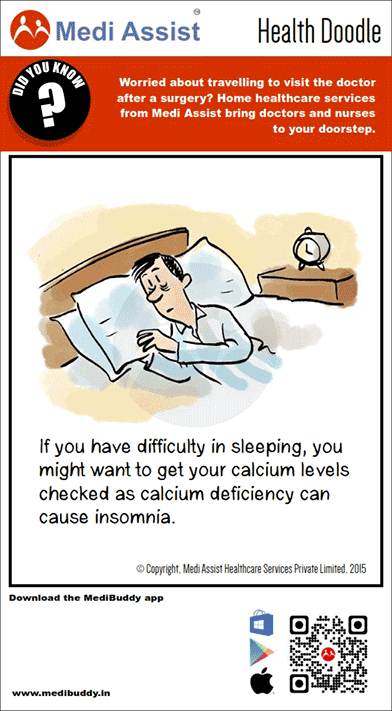 Medi Assist
TM
Health Doodle
DID YOU KNOW
?
Worried about travelling to visit the doctor
after a surgery? Home healthcare services
from Medi Assist bring doctors and nurses
to your doorstep.
If you have difficulty in sleeping, you
might want to get your calcium levels
checked as calcium deficiency can
cause insomnia.
© Copyright, Medi Assist Healthcare Services Private Limited, 2015
Download the MediBuddy app
www.medibuddy.in